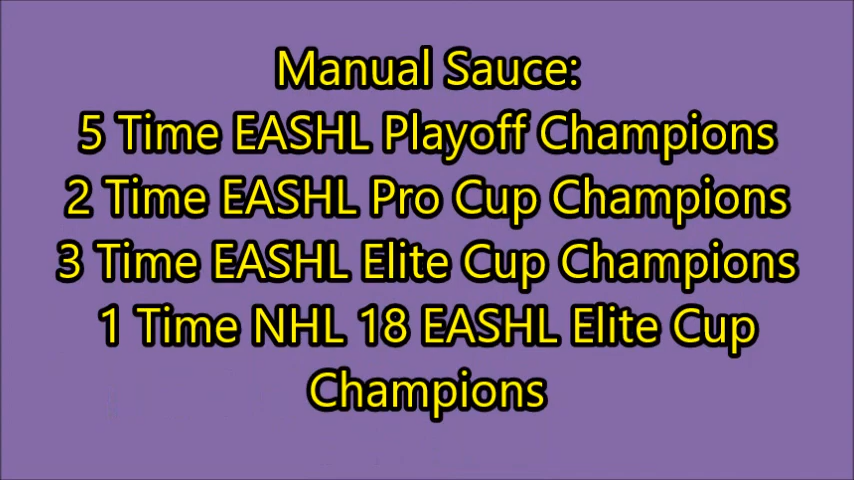 Manual Sauce:
5 Time EASHL Playoff Champions
2 Time EASHL Pro Cup Champions
3 Time EASHL Elite Cup Champions
1 Time NHL 18 EASHL Elite Cup
Champions